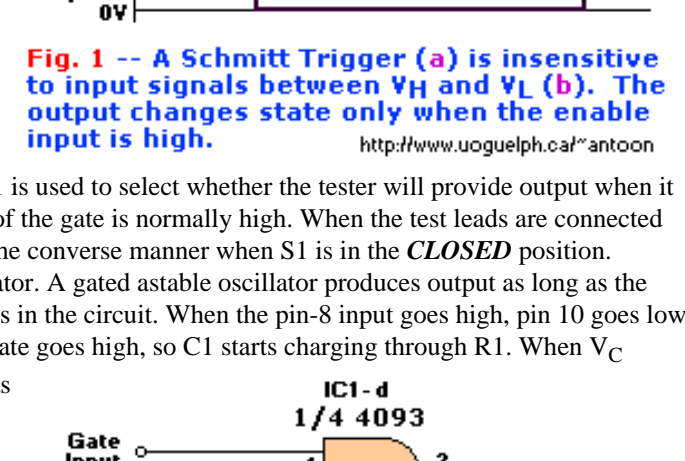 0V
Fig. 1 -- A Schmitt Trigger (a) is insensitive
to input signals between VH and VL (b). The
output changes state only when the enable
input is high.
http://www.uoguelph.ca/~antoon
is used to select whether the tester will provide output when it
of the gate is normally high. When the test leads are connected
he converse manner when S1 is in the CLOSED position.
ator. A gated astable oscillator produces output as long as the
s in the circuit. When the pin-8 input goes high, pin 10 goes low
ate goes high, so C1 starts charging through R1. When VC
s
IC1-d
1/4 4093
Gate
Input